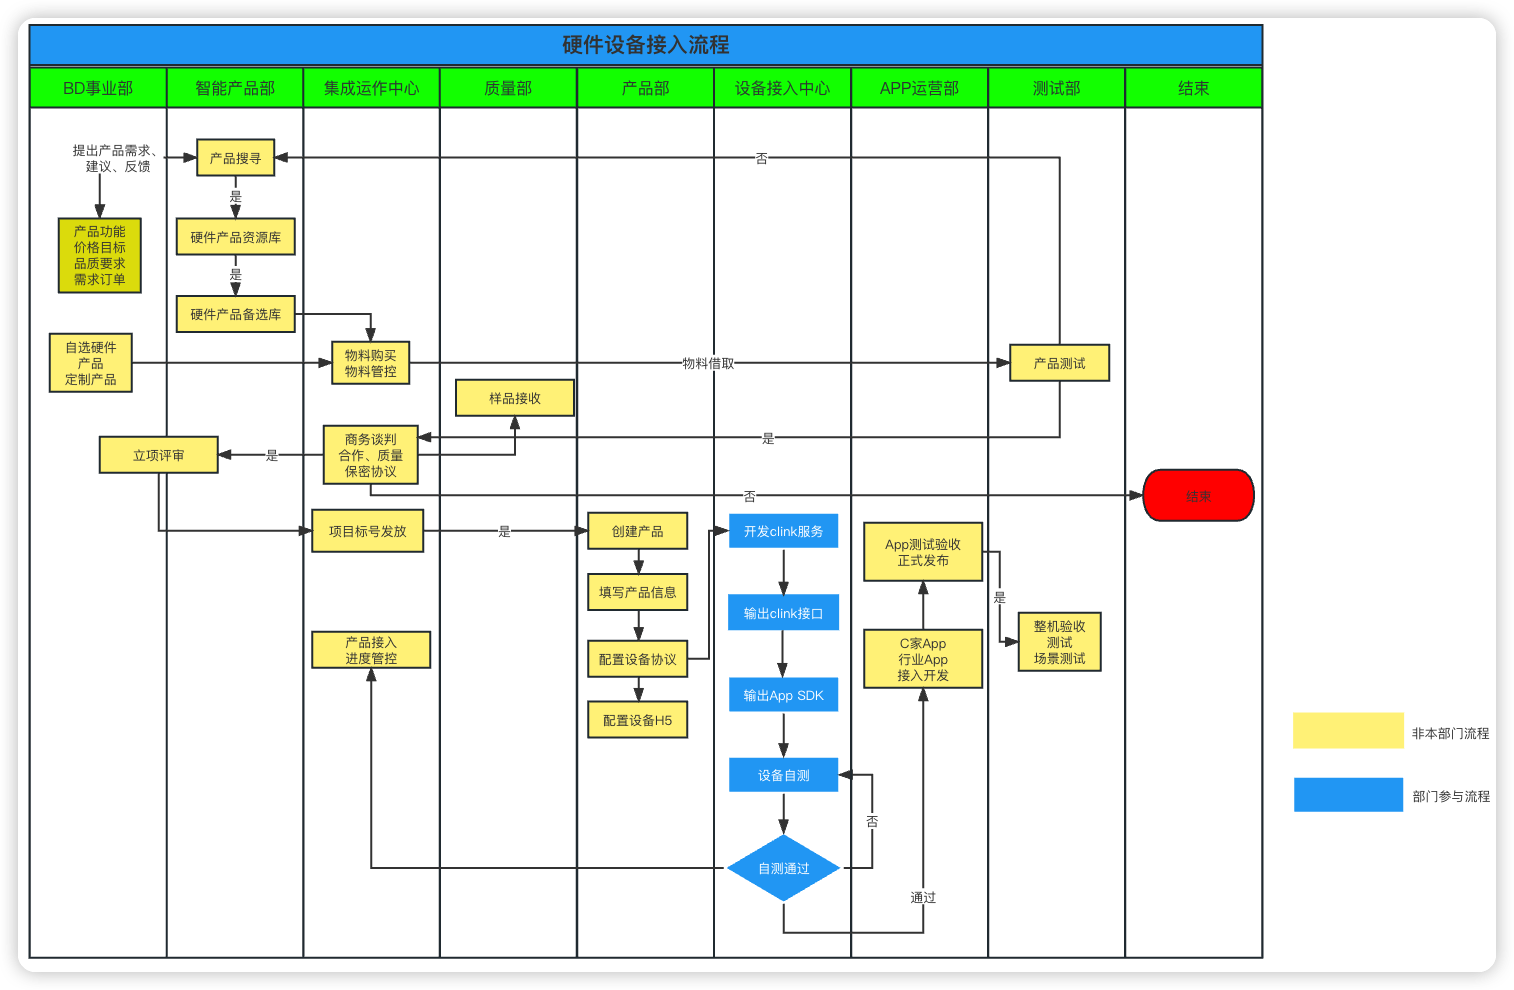 硬件设备接入流程
BD事业部
智能产品部
集成运作中心
质量部
产品部
设备接入中心
APP运营部
测试部
结束
提出产品需求、
建议、反馈
产品搜寻
否
是
产品功能
价格目标
品质要求
需求订单
硬件产品资源库
是
硬件产品备选库
自选硬件
产品
定制产品
物料购买
物料管控
物料借取
产品测试
样品接收
商务谈判
合作、质量
保密协议
是
立项评审
是
否
结束
项目标号发放
是
创建产品
开发clink服务
App测试验收
正式发布
填写产品信息
输出clink接口
是
产品接入
进度管控
配置设备协议
C家App
行业App
接入开发
整机验收
测试
场景测试
输出App SDK
配置设备H5
设备自测
否
自测通过
通过
非本部门流程
部门参与流程